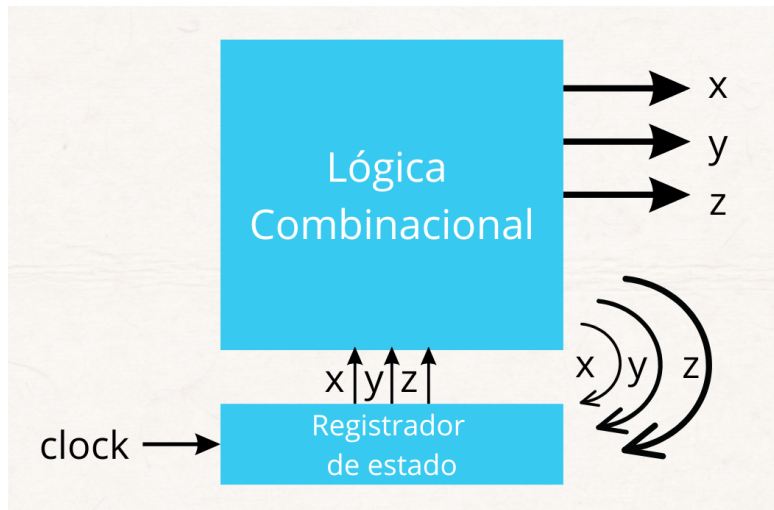 x
Lógica
y
Combinacional
z
x y z
x y z
Registrador
clock
de estado